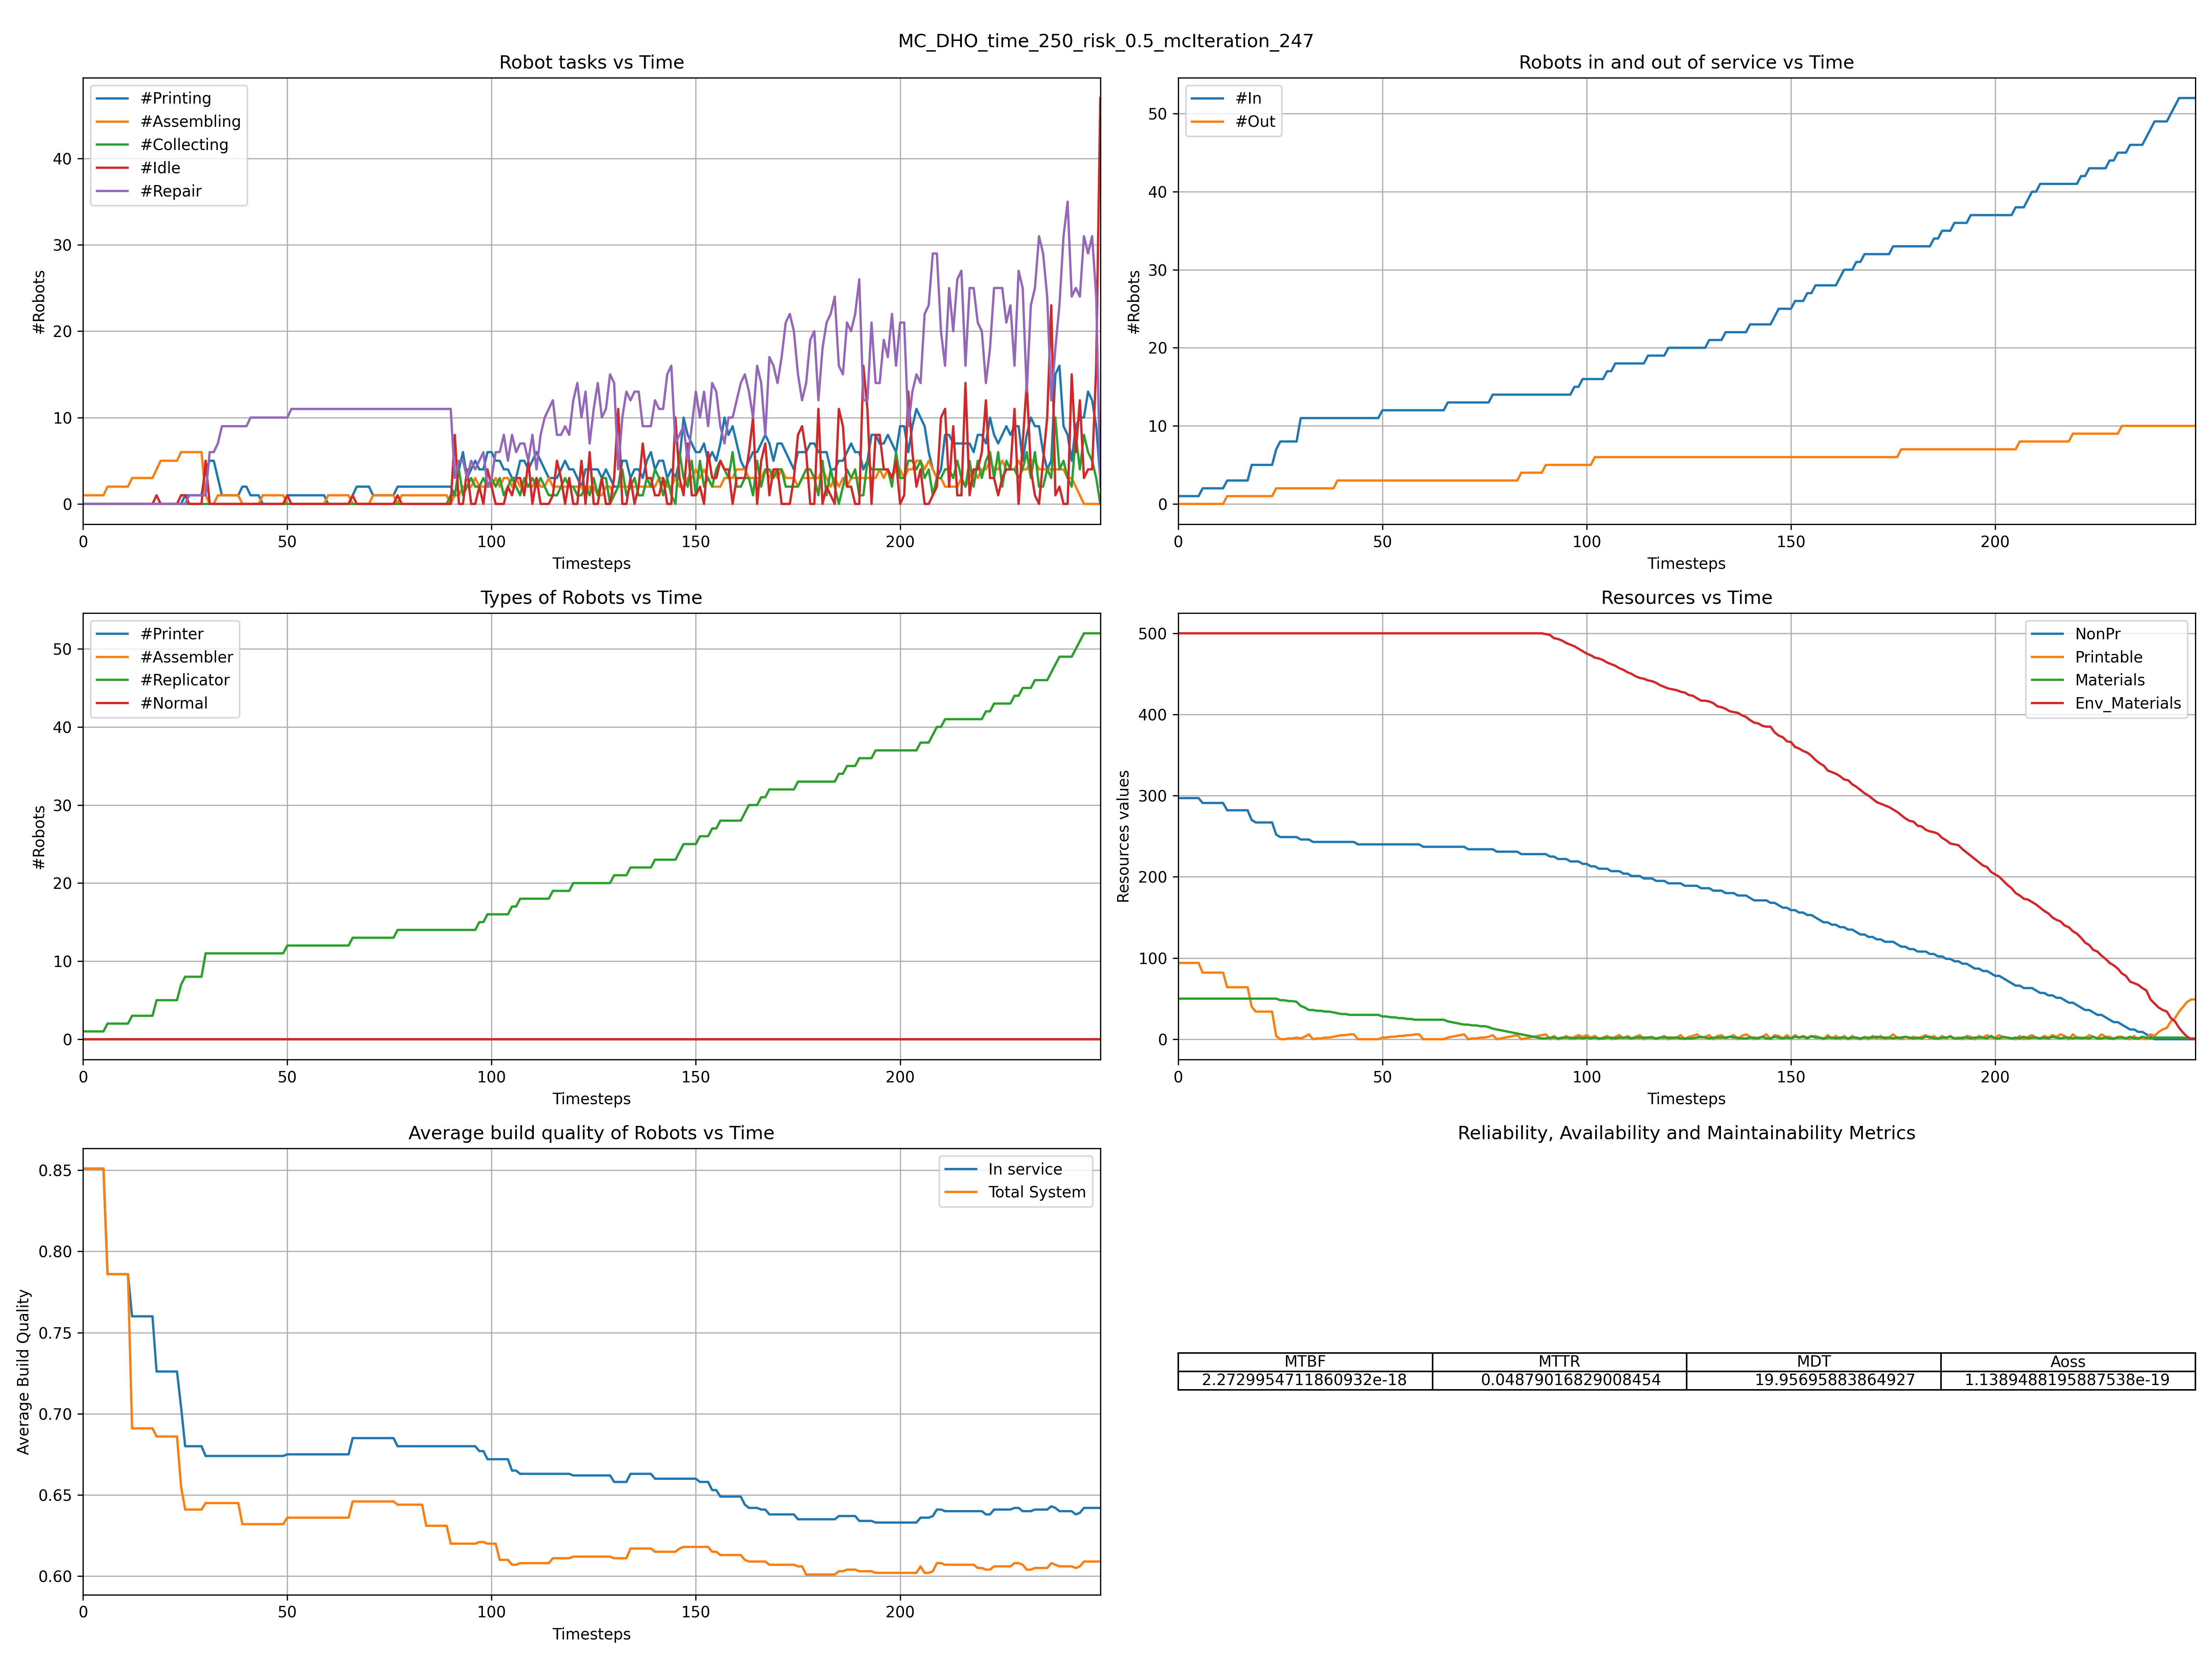 MC_DHO_time_250_risk_0.5_mcIteration_247
Robot tasks vs Time
#Printing
#Assembling
#Collecting
#Idle
#Repair
#Robots
40
30
20
10
0
0 50 100 150 200
Timesteps
Robots in and out of service vs Time
#In
#Out
#Robots
50
40
30
20
10
0
0 50 100 150 200
Timesteps
Types of Robots vs Time
#Printer
#Assembler
#Replicator
#Normal
#Robots
50
40
30
20
10
0
0 50 100 150 200
Timesteps
Resources vs Time
NonPr
Printable
Materials
Env_Materials
Resources values
500
400
300
200
100
0
0 50 100 150 200
Timesteps
Average build quality of Robots vs Time
In service
Total System
Average Build Quality
0.85
0.80
0.75
0.70
0.65
0.60
0 50 100 150 200
Timesteps
Reliability, Availability and Maintainability Metrics
MTBF MTTR MDT Aoss
2.2729954711860932e-18 0.04879016829008454 19.95695883864927 1.1389488195887538e-19